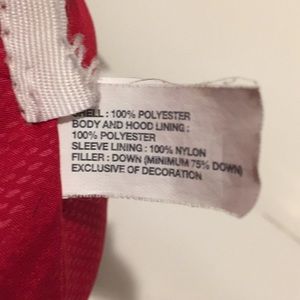 SHELL : 100% POLYESTER
BODY AND HOOD LINING :
100% POLYESTER
SLEEVE LINING : 100% NYLON
FILLER : DOWN (MINIMUM 75% DOWN)
EXCLUSIVE OF DECORATION